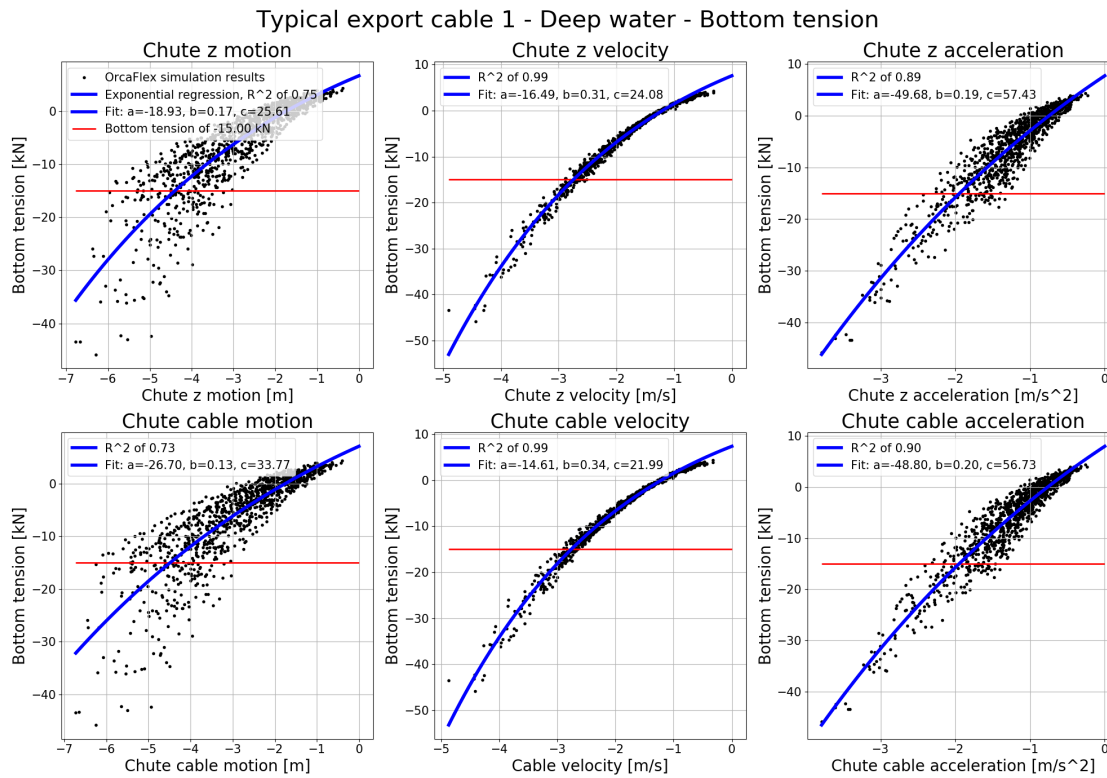 Typical export cable 1 - Deep water - Bottom tension
Chute z motion
OrcaFlex simulation results
Exponential regression, R^2 of 0.75
Fit: a=-18.93, b=0.17, c=25.61
Bottom tension of -15.00 kN
Bottom tension [kN]
0
−10
−20
−30
−40
−7 −6 −5 −4 −3 −2 −1 0
Chute z motion [m]
Chute z velocity
R^2 of 0.99
Fit: a=-16.49, b=0.31, c=24.08
Bottom tension [kN]
10
0
−10
−20
−30
−40
−50
−5 −4 −3 −2 −1 0
Chute z velocity [m/s]
Chute z acceleration
R^2 of 0.89
Fit: a=-49.68, b=0.19, c=57.43
Bottom tension [kN]
10
0
−10
−20
−30
−40
−3 −2 −1 0
Chute z acceleration [m/s^2]
Chute cable motion
R^2 of 0.73
Fit: a=-26.70, b=0.13, c=33.77
Bottom tension [kN]
0
−10
−20
−30
−40
−7 −6 −5 −4 −3 −2 −1 0
Chute cable motion [m]
Chute cable velocity
R^2 of 0.99
Fit: a=-14.61, b=0.34, c=21.99
Bottom tension [kN]
10
0
−10
−20
−30
−40
−50
−5 −4 −3 −2 −1 0
Cable velocity [m/s]
Chute cable acceleration
R^2 of 0.90
Fit: a=-48.80, b=0.20, c=56.73
Bottom tension [kN]
10
0
−10
−20
−30
−40
−3 −2 −1 0
Chute cable acceleration [m/s^2]